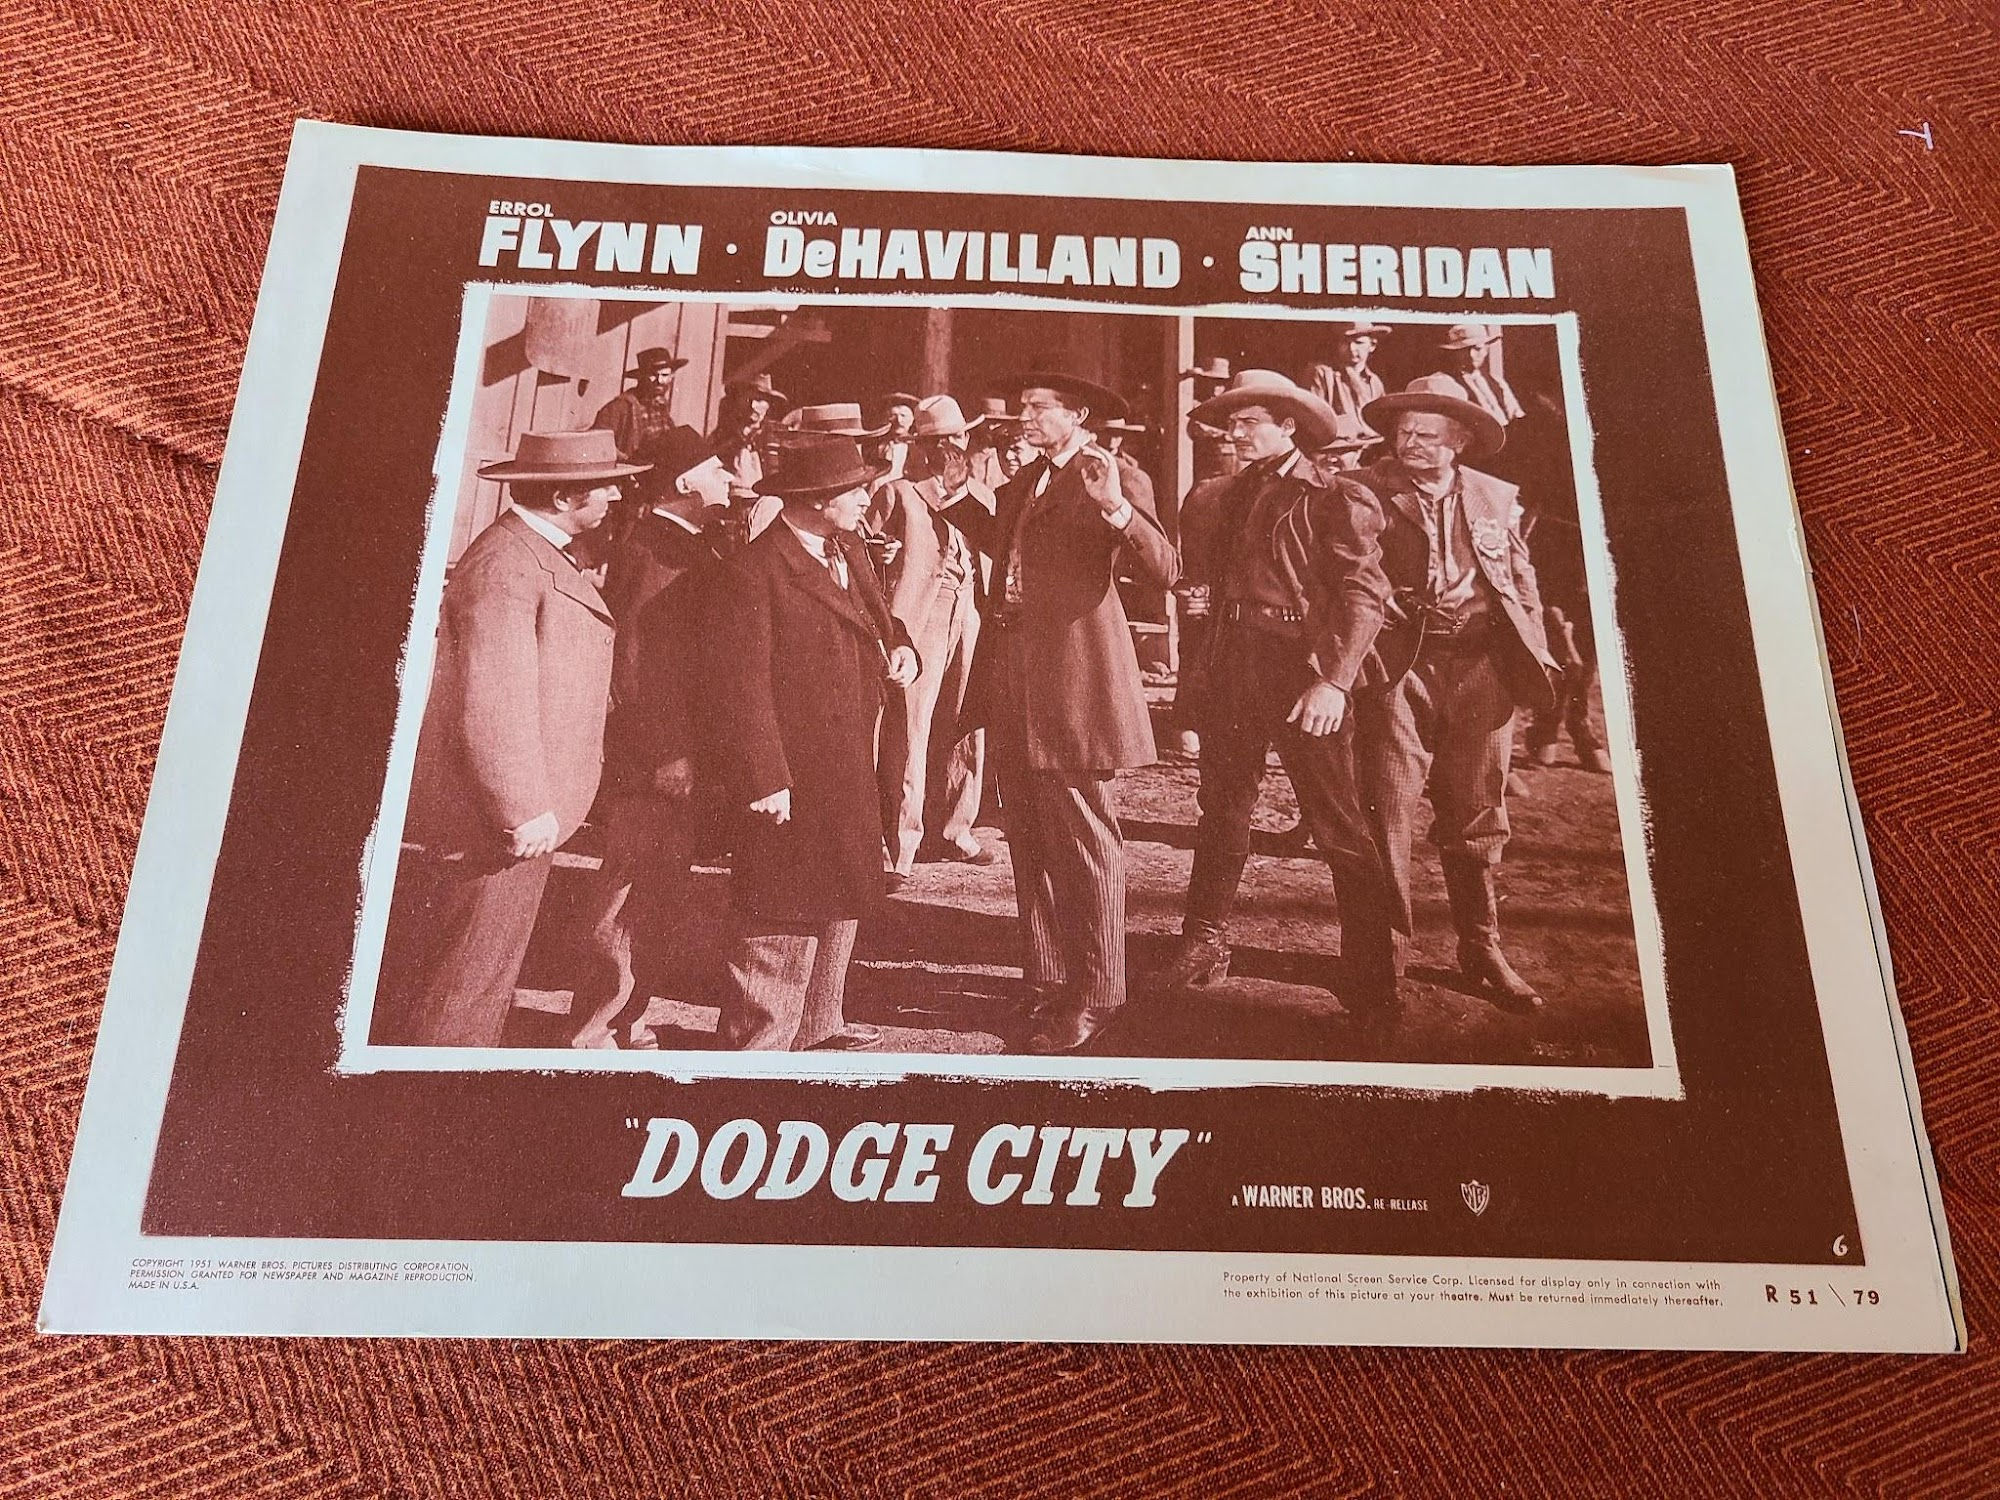 ERROL FLYNN · OLIVIA DeHAVILLAND · ANN SHERIDAN
"DODGE CITY"
A WARNER BROS. RE-RELEASE
WB
6
COPYRIGHT 1951 WARNER BROS. PICTURES DISTRIBUTING CORPORATION.
PERMISSION GRANTED FOR NEWSPAPER AND MAGAZINE REPRODUCTION.
MADE IN U.S.A.
Property of National Screen Service Corp. Licensed for display only in connection with
the exhibition of this picture at your theatre. Must be returned immediately thereafter.
R 51 \ 79